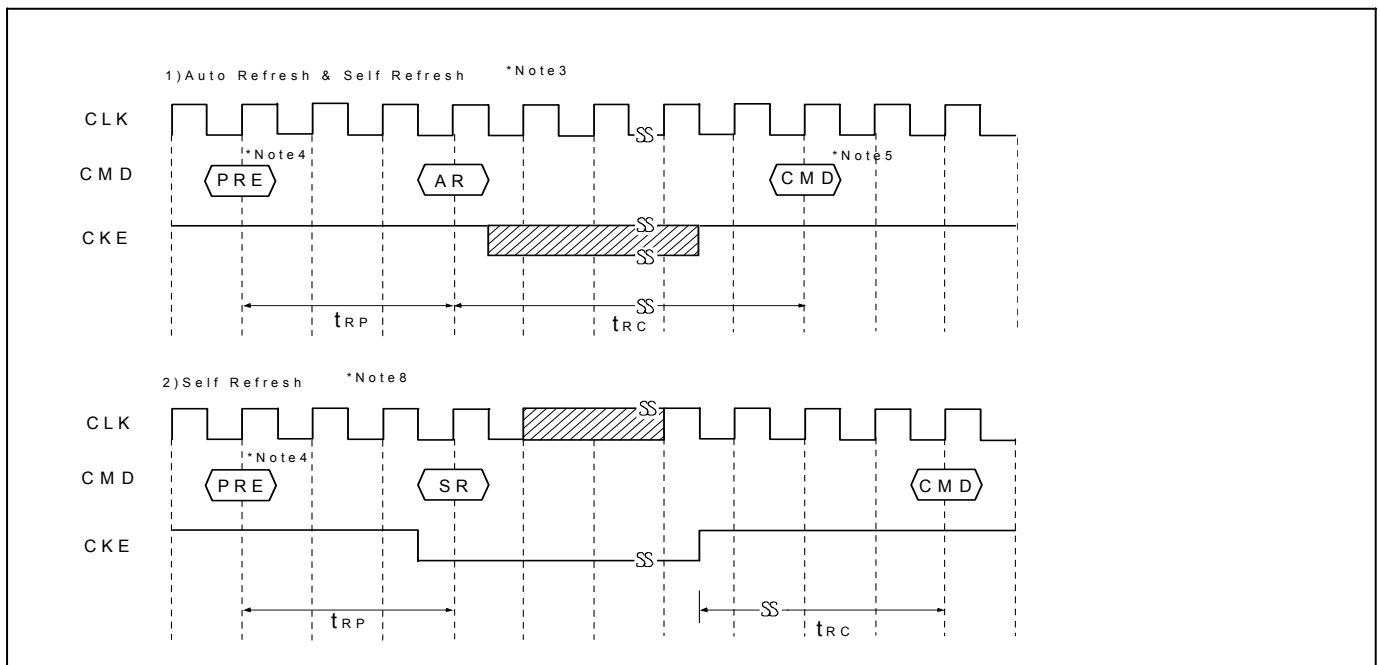 1)Auto Refresh & Self Refresh *Note3
CLK
*Note4 *Note5
CMD PRE AR CMD
CKE
tRP tRC
2)Self Refresh *Note8
CLK
*Note4
CMD PRE SR CMD
CKE
tRP tRC